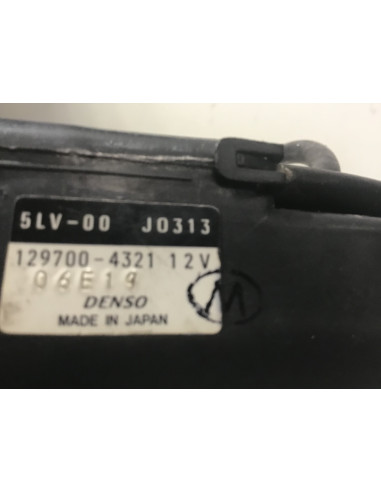 5LV-00 J0313
129700-4321 12V
06E19
DENSO
MADE IN JAPAN
W